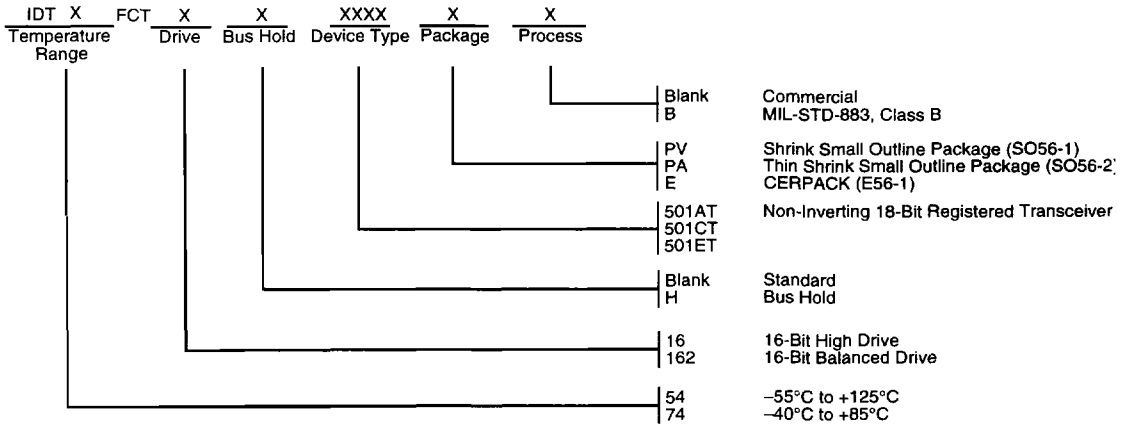 IDT X FCT X X XXXX X X
Temperature Range Drive Bus Hold Device Type Package Process
Blank Commercial
B MIL-STD-883, Class B
PV Shrink Small Outline Package (SO56-1)
PA Thin Shrink Small Outline Package (SO56-2)
E CERPACK (E56-1)
501AT Non-Inverting 18-Bit Registered Transceiver
501CT
501ET
Blank Standard
H Bus Hold
16 16-Bit High Drive
162 16-Bit Balanced Drive
54 –55°C to +125°C
74 –40°C to +85°C